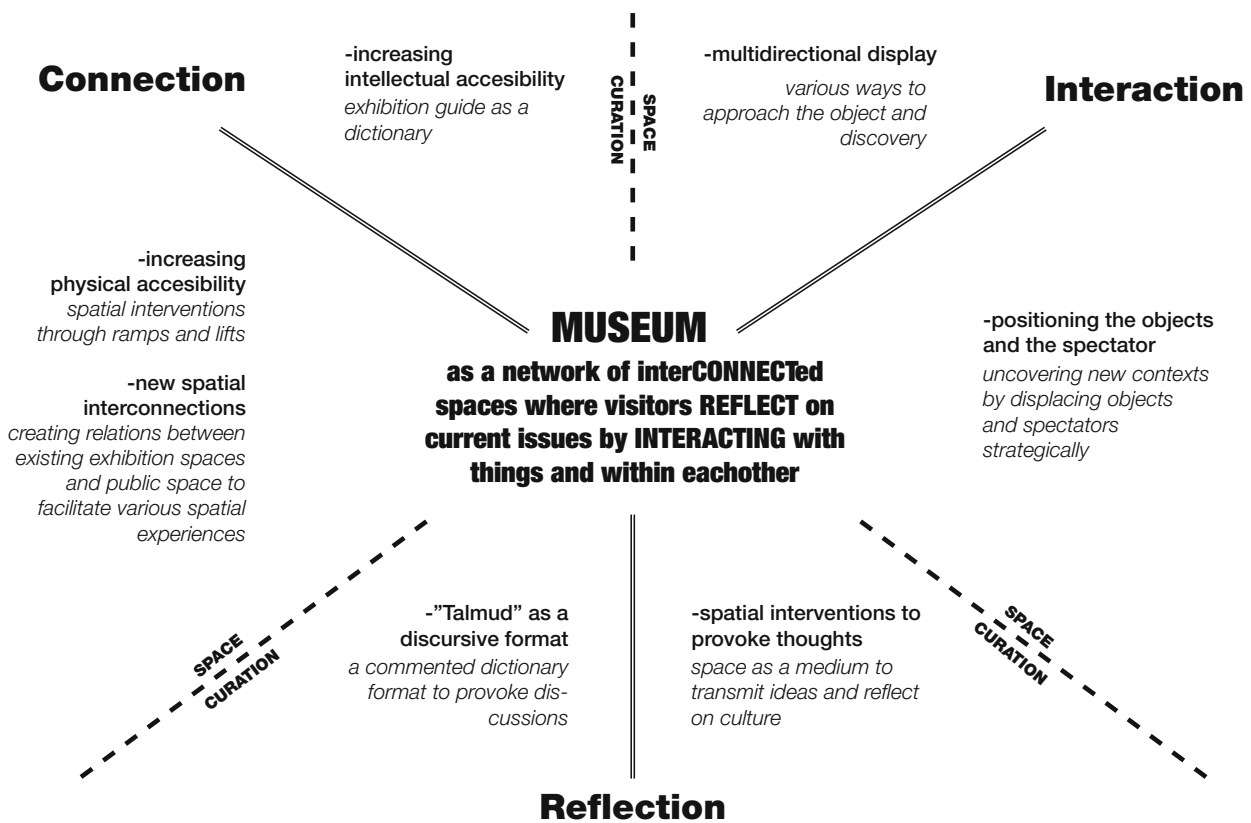 Connection
-increasing
intellectual accesibility
exhibition guide as a
dictionary
CURATION
SPACE
-multidirectional display
various ways to
approach the object and
discovery
Interaction
-increasing
physical accesibility
spatial interventions
through ramps and lifts
-new spatial
interconnections
creating relations between
existing exhibition spaces
and public space to
facilitate various spatial
experiences
MUSEUM
as a network of interCONNECTed
spaces where visitors REFLECT on
current issues by INTERACTING with
things and within eachother
-positioning the objects
and the spectator
uncovering new contexts
by displacing objects
and spectators
strategically
SPACE
CURATION
-”Talmud” as a
discursive format
a commented dictionary
format to provoke dis-
cussions
-spatial interventions to
provoke thoughts
space as a medium to
transmit ideas and reflect
on culture
SPACE
CURATION
Reflection